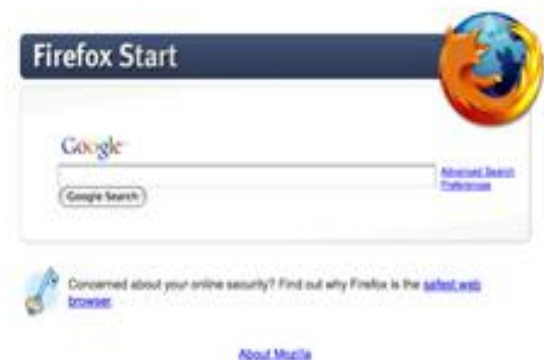 Firefox Start
Google
Advanced Search
Preferences
Google Search
Concerned about your online security? Find out why Firefox is the safest web
browser.
About Mozilla